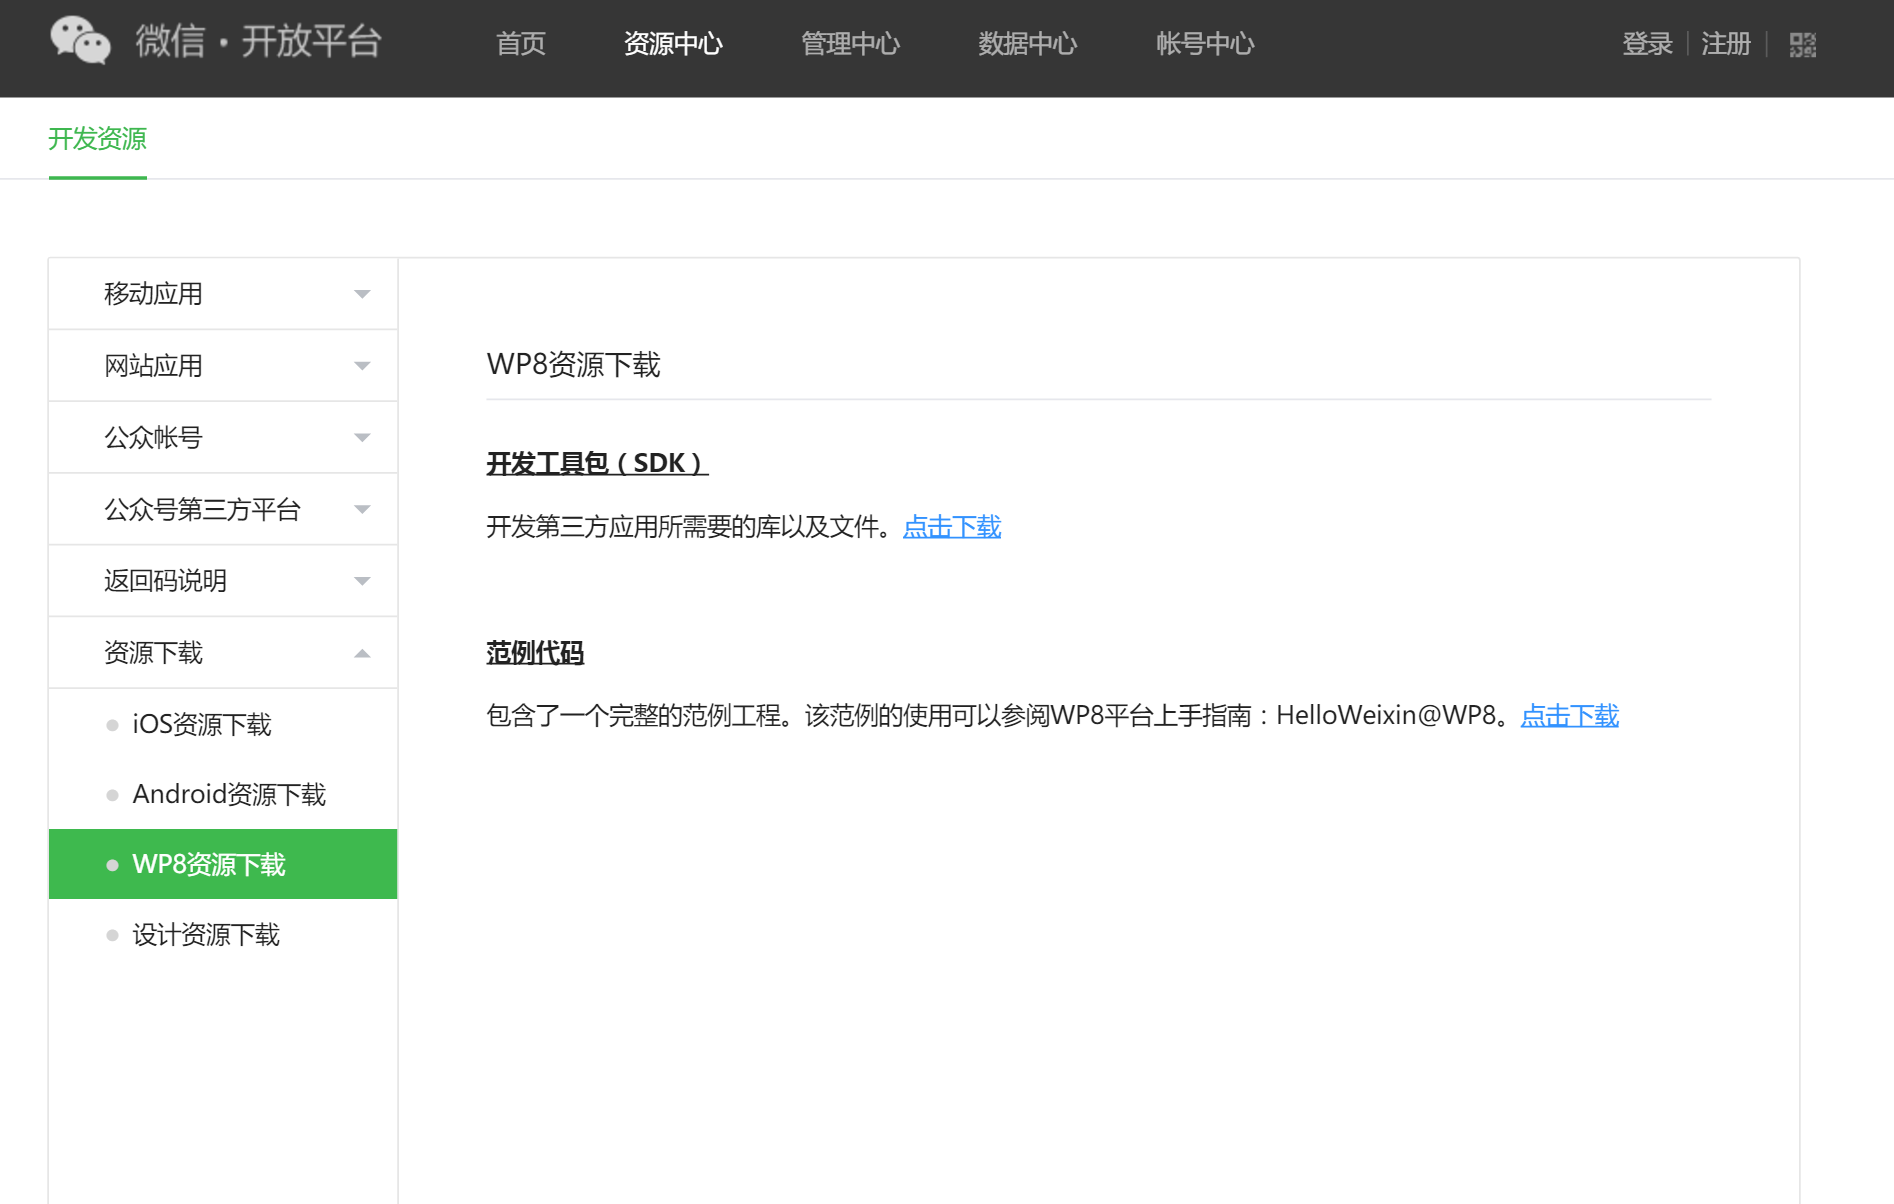 微信·开放平台 首页 资源中心 管理中心 数据中心 帐号中心 登录 注册
开发资源
移动应用
网站应用
公众帐号
公众号第三方平台
返回码说明
资源下载
iOS资源下载
Android资源下载
WP8资源下载
设计资源下载
WP8资源下载
开发工具包（SDK）
开发第三方应用所需要的库以及文件。点击下载
范例代码
包含了一个完整的范例工程。该范例的使用可以参阅WP8平台上手指南：HelloWeixin@WP8。点击下载